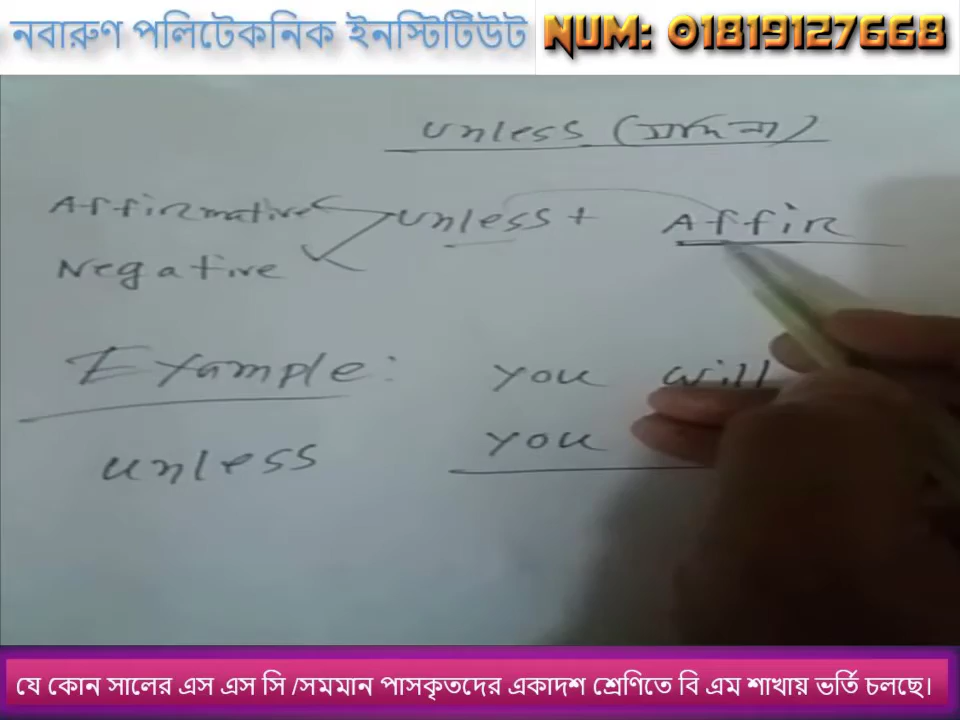 নবারুণ পলিটেকনিক ইনস্টিটিউট NUM: 01819127668
unless (যদি না)
Affirmative unless + Affir
Negative
Example: you will
unless you
যে কোন সালের এস এস সি /সমমান পাসকৃতদের একাদশ শ্রেণিতে বি এম শাখায় ভর্তি চলছে।